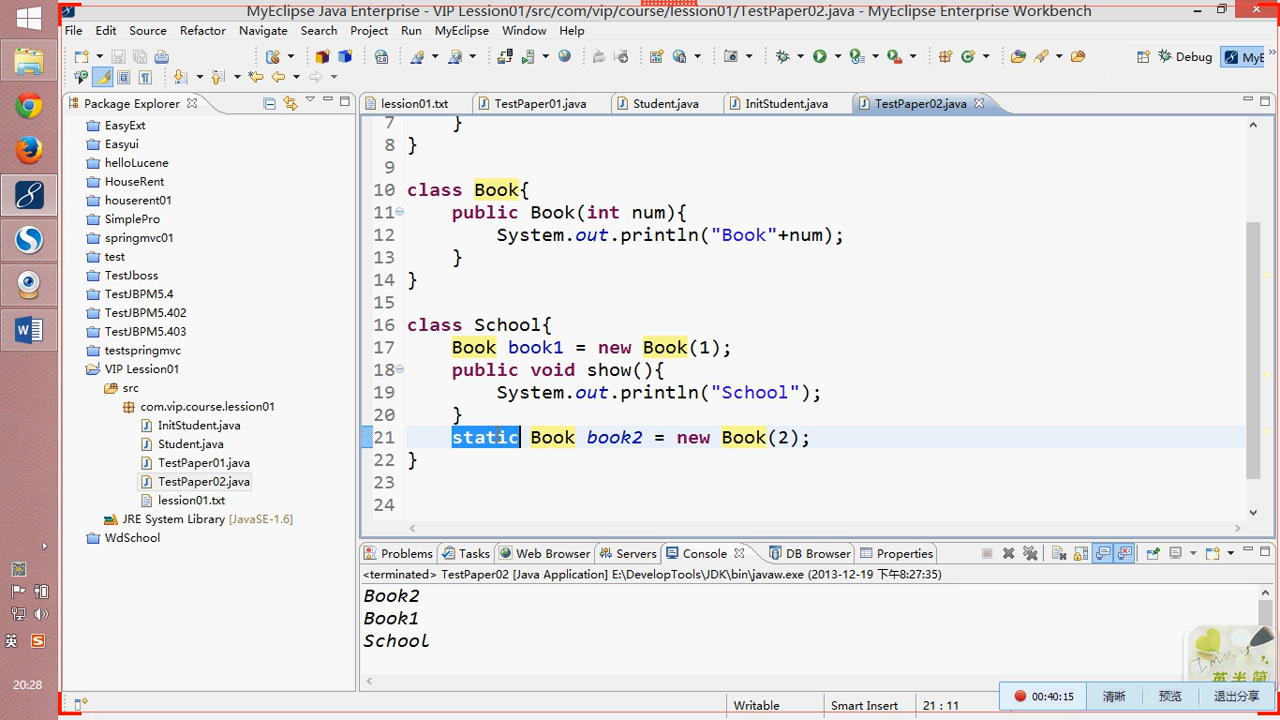 MyEclipse Java Enterprise - VIP Lession01/src/com/vip/course/lession01/TestPaper02.java - MyEclipse Enterprise Workbench
File Edit Source Refactor Navigate Search Project Run MyEclipse Window Help
Debug MyE
Package Explorer
EasyExt
Easyui
helloLucene
HouseRent
houserent01
SimplePro
springmvc01
test
TestJboss
TestJBPM5.4
TestJBPM5.402
TestJBPM5.403
testspringmvc
VIP Lession01
src
com.vip.course.lession01
InitStudent.java
Student.java
TestPaper01.java
TestPaper02.java
lession01.txt
JRE System Library [JavaSE-1.6]
WdSchool
lession01.txt TestPaper01.java Student.java InitStudent.java TestPaper02.java
7 }
8 }
9
10 class Book{
11 public Book(int num){
12 System.out.println("Book"+num);
13 }
14 }
15
16 class School{
17 Book book1 = new Book(1);
18 public void show(){
19 System.out.println("School");
20 }
21 static Book book2 = new Book(2);
22 }
23
24
Problems Tasks Web Browser Servers Console DB Browser Properties
<terminated> TestPaper02 [Java Application] E:\DevelopTools\JDK\bin\javaw.exe (2013-12-19 下午8:27:35)
Book2
Book1
School
英
20:28
Writable Smart Insert 21 : 11
英半简
00:40:15 清晰 预览 退出分享